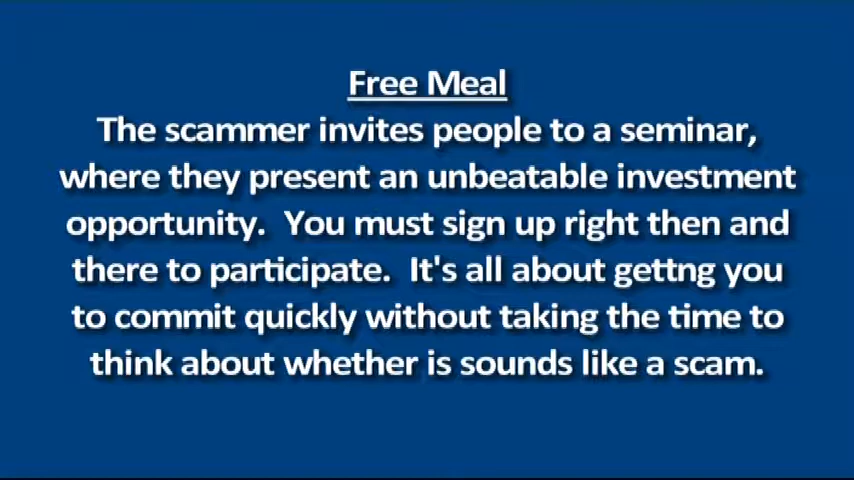 Free Meal
The scammer invites people to a seminar,
where they present an unbeatable investment
opportunity.  You must sign up right then and
there to participate.  It's all about gettng you
to commit quickly without taking the time to
think about whether is sounds like a scam.